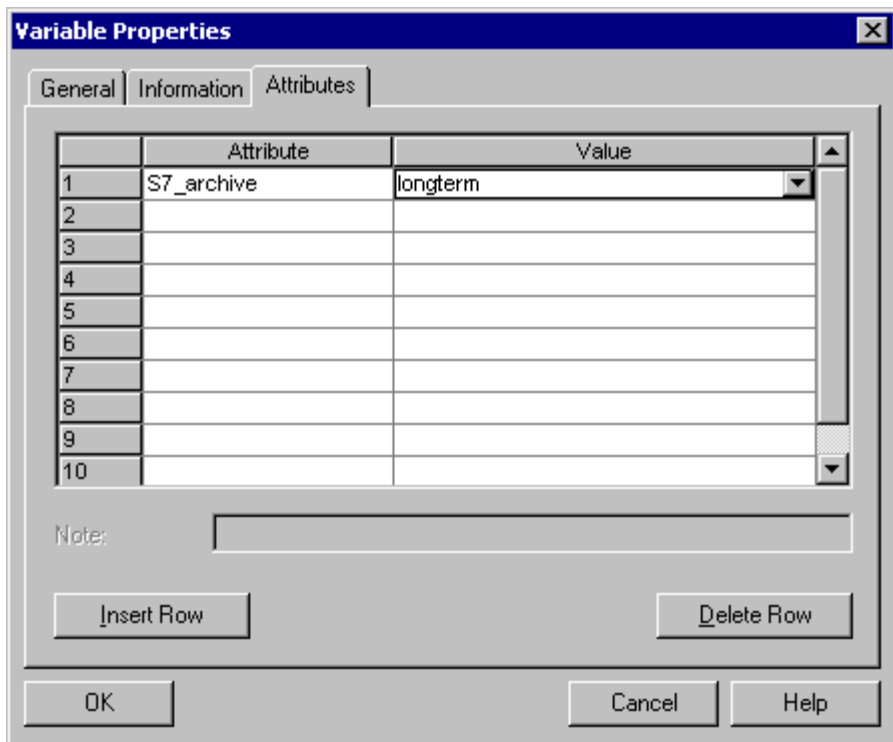 Variable Properties
General Information Attributes
Attribute Value
1 S7_archive longterm
2
3
4
5
6
7
8
9
10
Note:
Insert Row Delete Row
OK Cancel Help